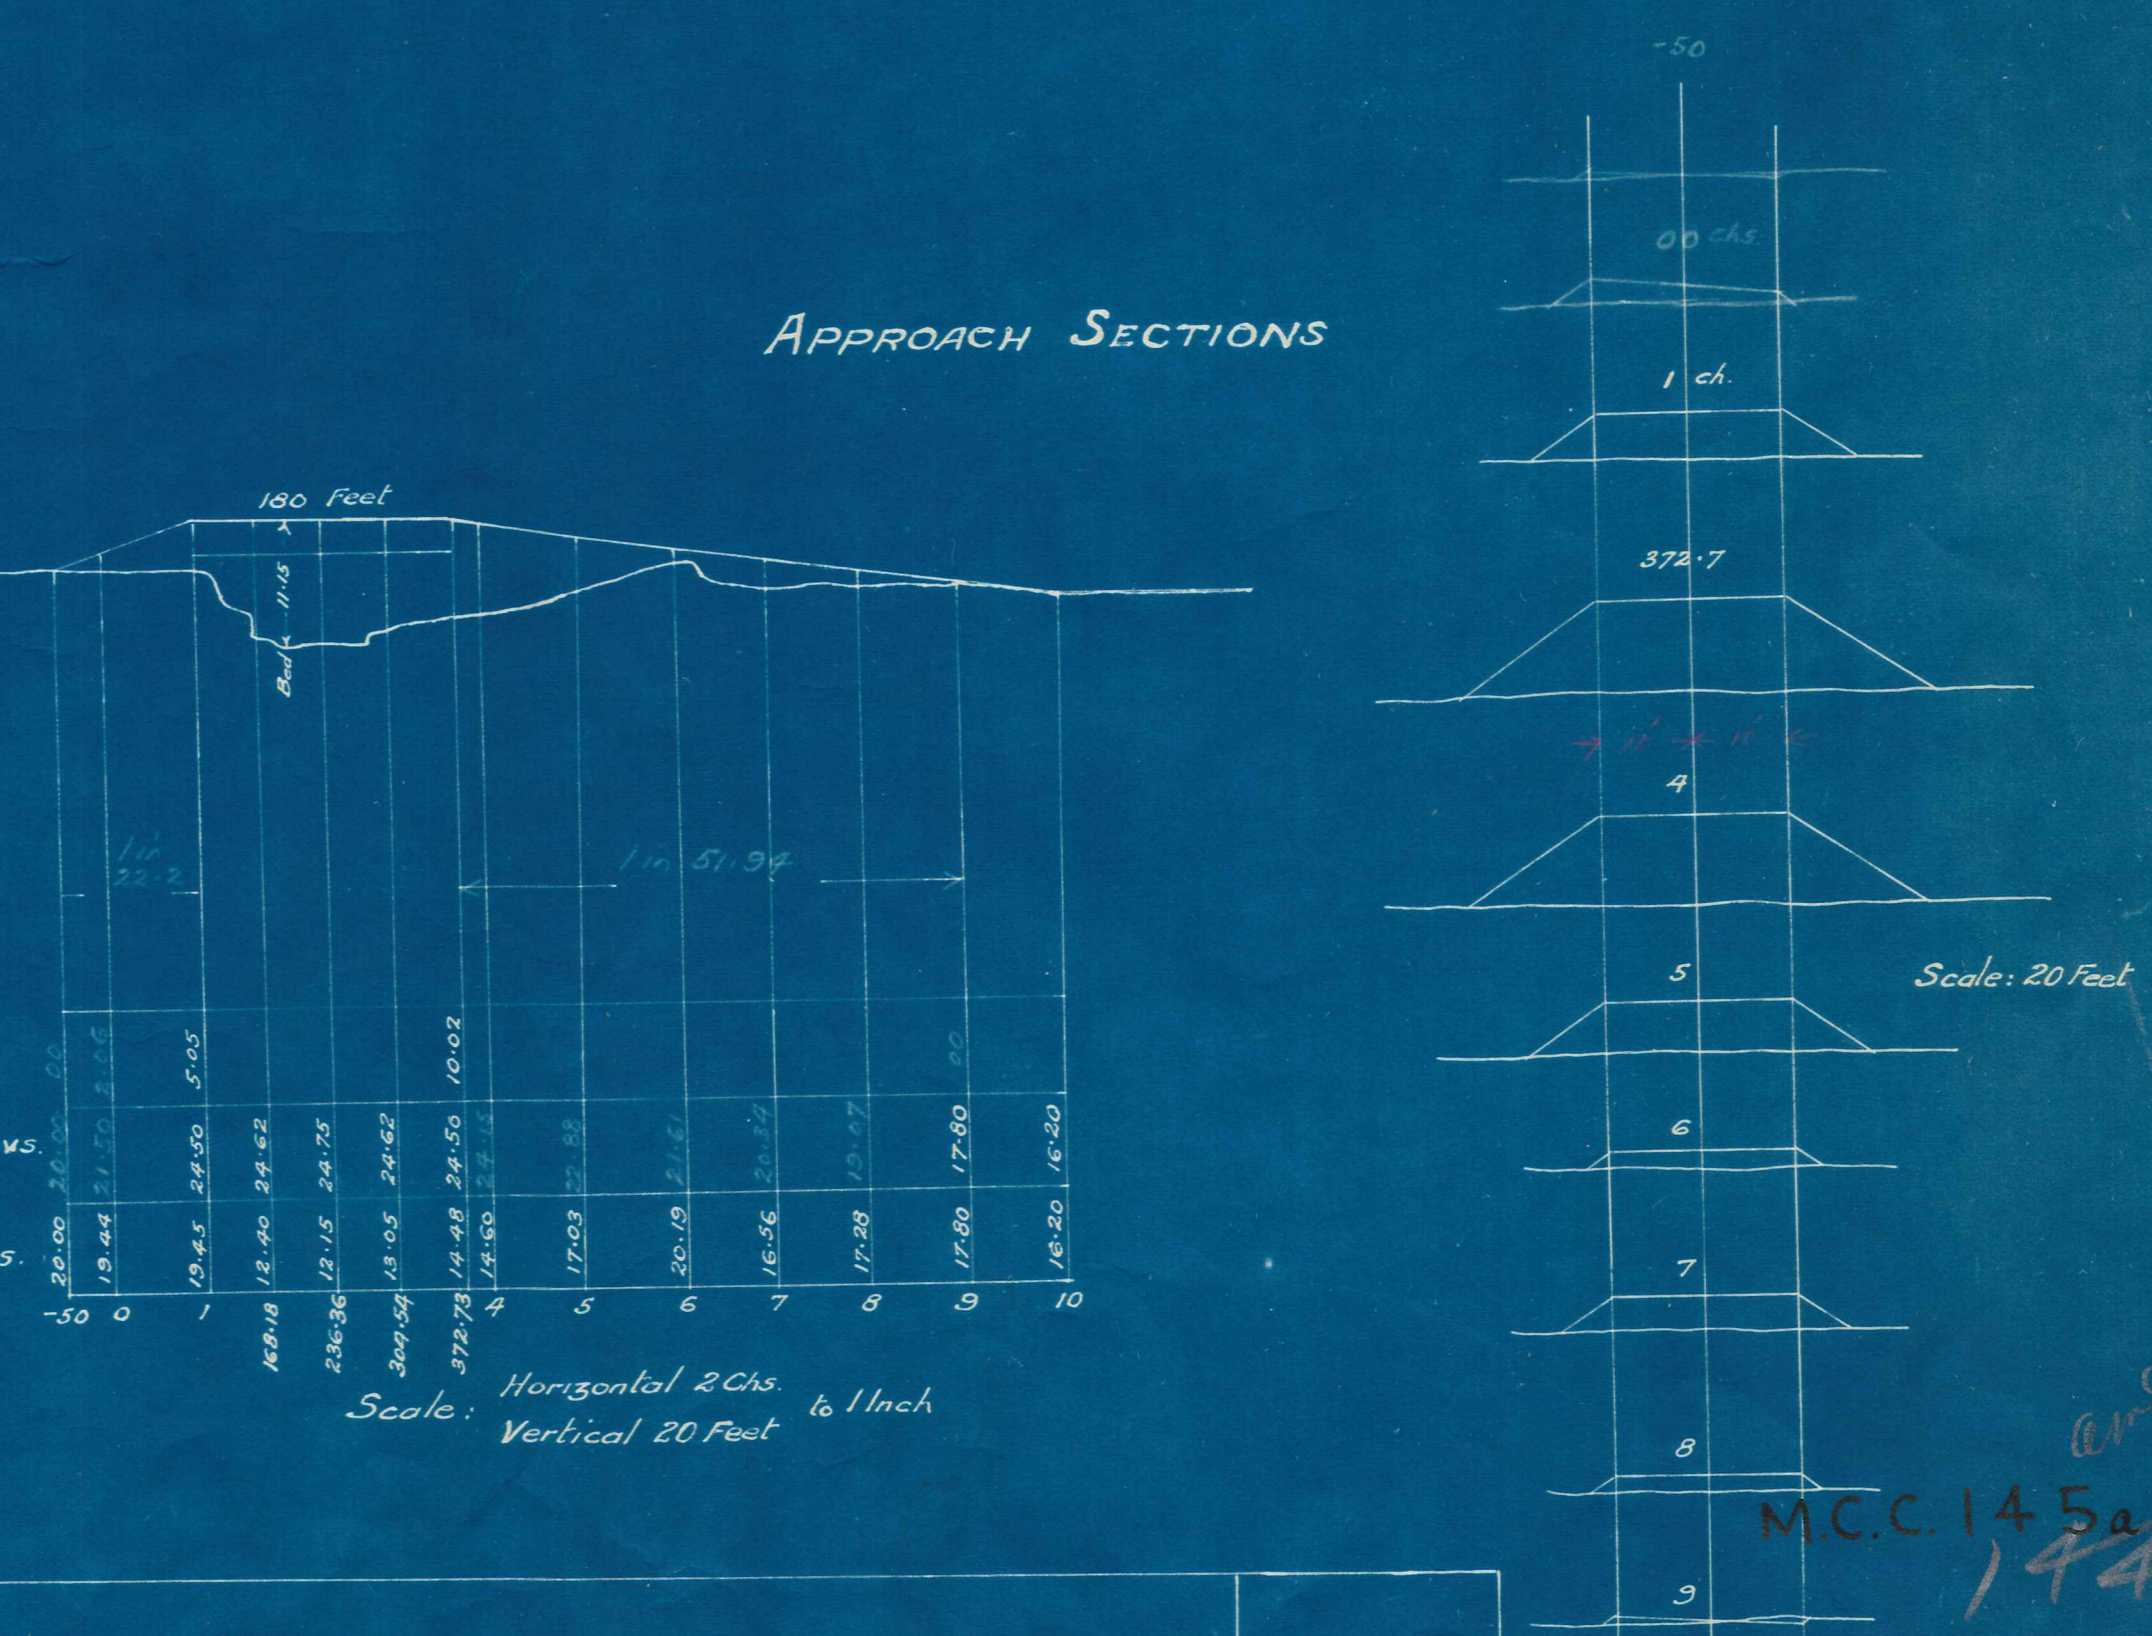 -50
00 chs.
APPROACH SECTIONS
1 ch.
180 Feet
11.15
Bed
372.7
11' 11'
4
1 in
22.2
1 in 51.94
5
Scale: 20 Feet
00 2.06 5.05 10.02 00
6
20.00 21.50 24.50 24.62 24.75 24.62 24.50 24.15 22.88 21.61 20.34 19.07 17.80 16.20
20.00 19.44 19.45 12.40 12.15 13.05 14.48 14.60 17.03 20.19 16.56 17.28 17.80 16.20
7
-50 0 1 168.18 236.36 304.54 372.73 4 5 6 7 8 9 10
Scale: Horizontal 2 Chs. to 1 Inch
Vertical 20 Feet
8
M.C.C. 145a
144
9